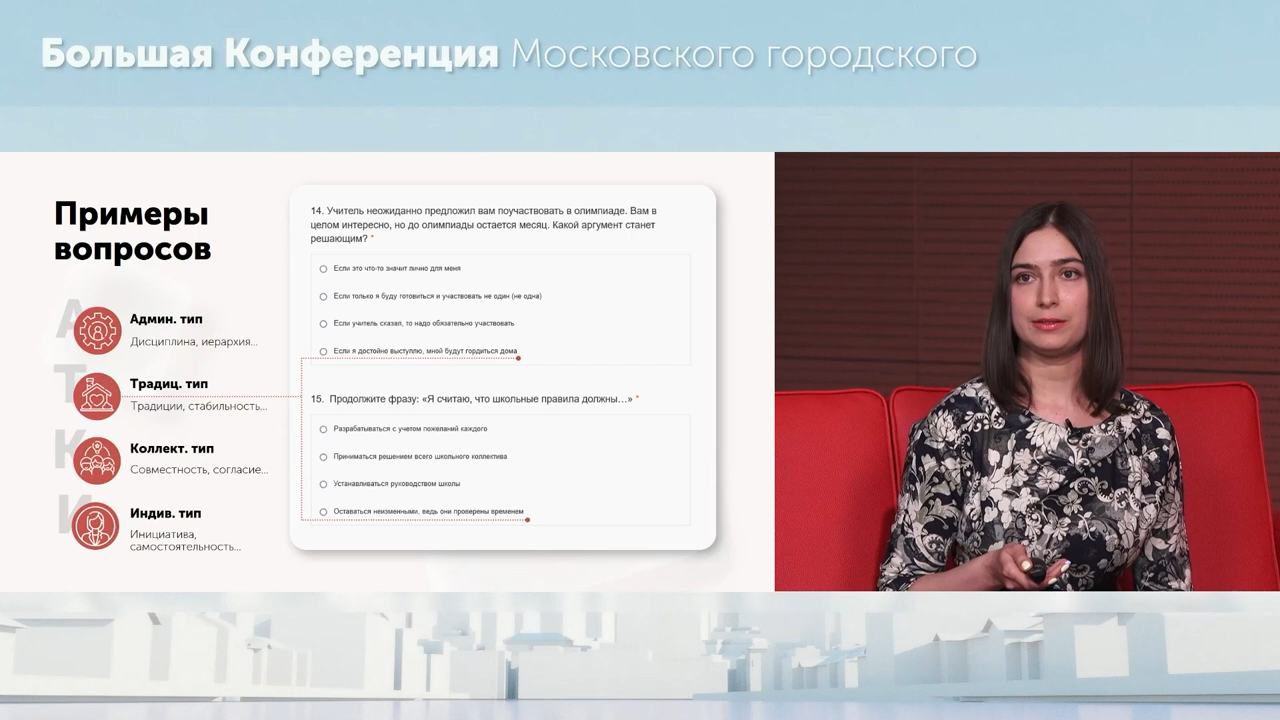 Большая Конференция Московского городского
Примеры
вопросов
А
Админ. тип
Дисциплина, иерархия...
Т
Традиц. тип
Традиции, стабильность...
К
Коллект. тип
Совместность, согласие...
И
Индив. тип
Инициатива,
самостоятельность...
14. Учитель неожиданно предложил вам поучаствовать в олимпиаде. Вам в
целом интересно, но до олимпиады остается месяц. Какой аргумент станет
решающим? *
Если это что-то значит лично для меня
Если только я буду готовиться и участвовать не один (не одна)
Если учитель сказал, то надо обязательно участвовать
Если я достойно выступлю, мной будут гордиться дома
15. Продолжите фразу: «Я считаю, что школьные правила должны...» *
Разрабатываться с учетом пожеланий каждого
Приниматься решением всего школьного коллектива
Устанавливаться руководством школы
Оставаться неизменными, ведь они проверены временем